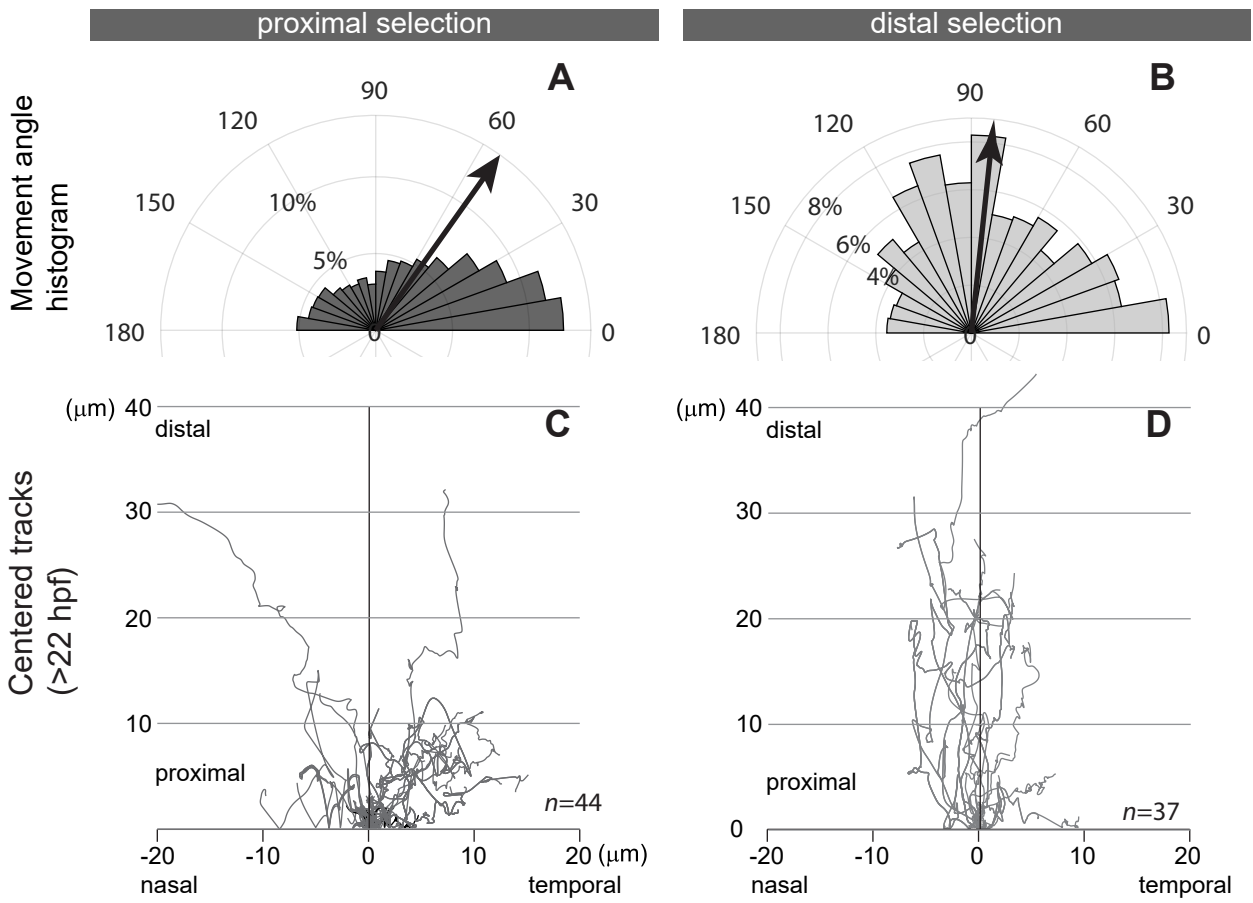 proximal selection
distal selection
Movement angle
histogram
A
90
120
60
150
30
10%
5%
180
0
0
B
90
120
60
150
30
8%
6%
4%
180
0
0
Centered tracks
(>22 hpf)
(μm) 40
distal
C
30
20
10
proximal
n=44
-20
-10
0
10
20 (μm)
nasal
temporal
(μm) 40
distal
D
30
20
10
proximal
n=37
0
-20
-10
0
10
20
nasal
temporal